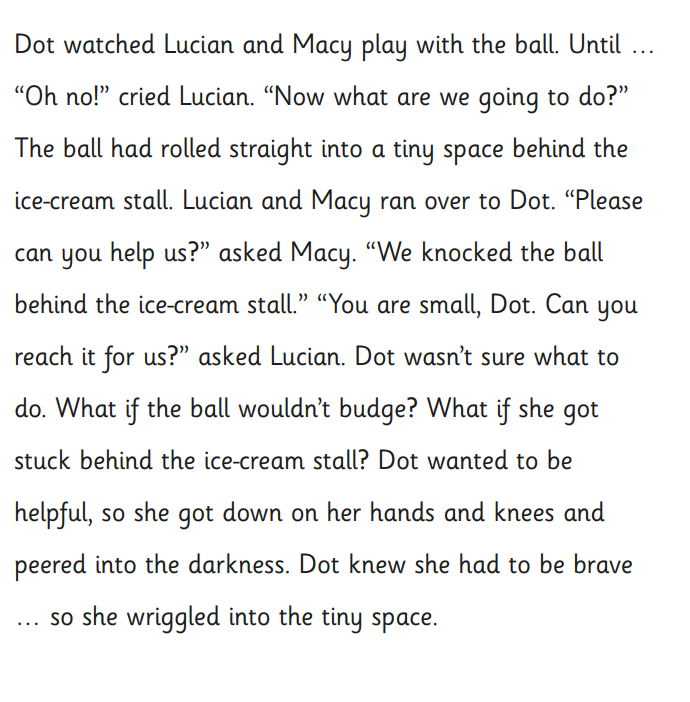 Dot watched Lucian and Macy play with the ball. Until …
“Oh no!” cried Lucian. “Now what are we going to do?”
The ball had rolled straight into a tiny space behind the
ice-cream stall. Lucian and Macy ran over to Dot. “Please
can you help us?” asked Macy. “We knocked the ball
behind the ice-cream stall.” “You are small, Dot. Can you
reach it for us?” asked Lucian. Dot wasn’t sure what to
do. What if the ball wouldn’t budge? What if she got
stuck behind the ice-cream stall? Dot wanted to be
helpful, so she got down on her hands and knees and
peered into the darkness. Dot knew she had to be brave
… so she wriggled into the tiny space.